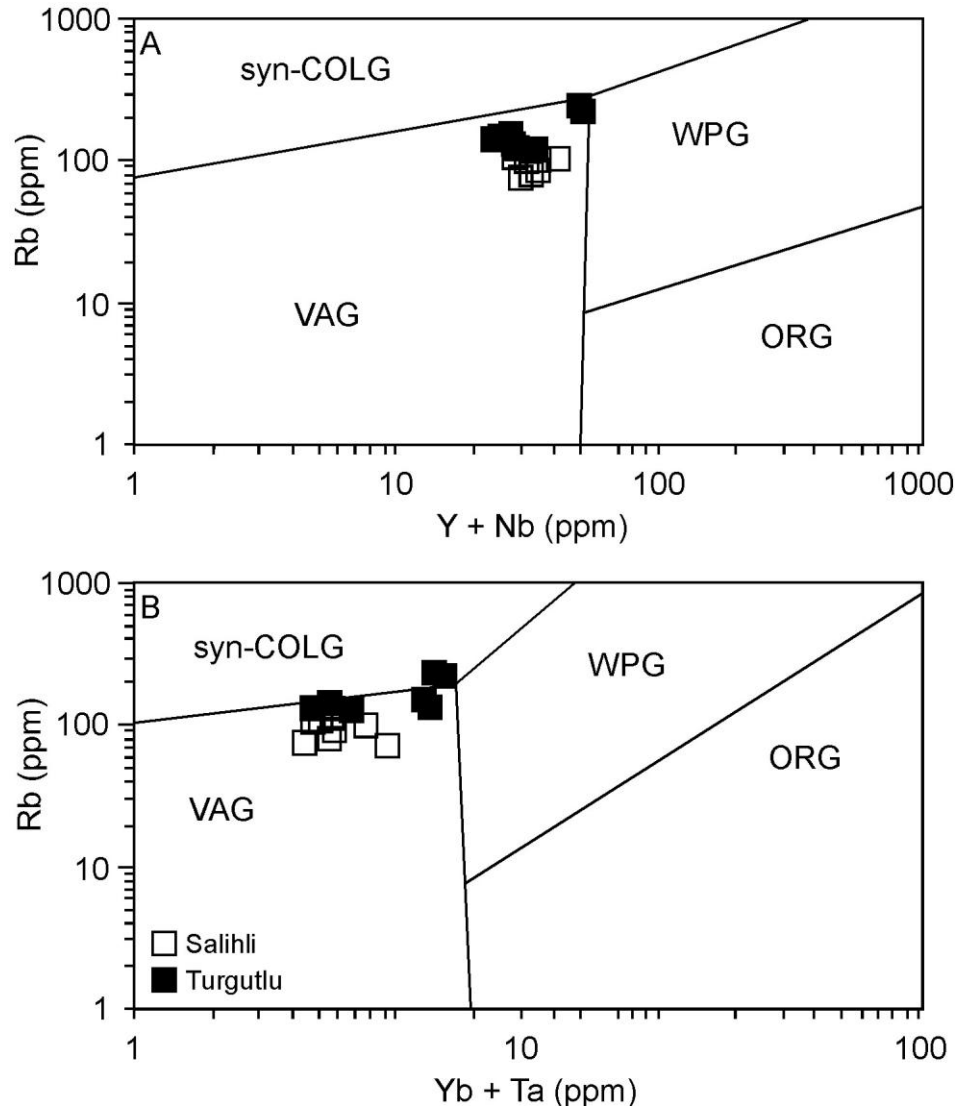 1000
A
syn-COLG
WPG
100
Rb (ppm)
10
VAG
ORG
1
1 10 100 1000
Y + Nb (ppm)
1000
B
syn-COLG
WPG
100
Rb (ppm)
ORG
VAG
10
Salihli
Turgutlu
1
1 10 100
Yb + Ta (ppm)